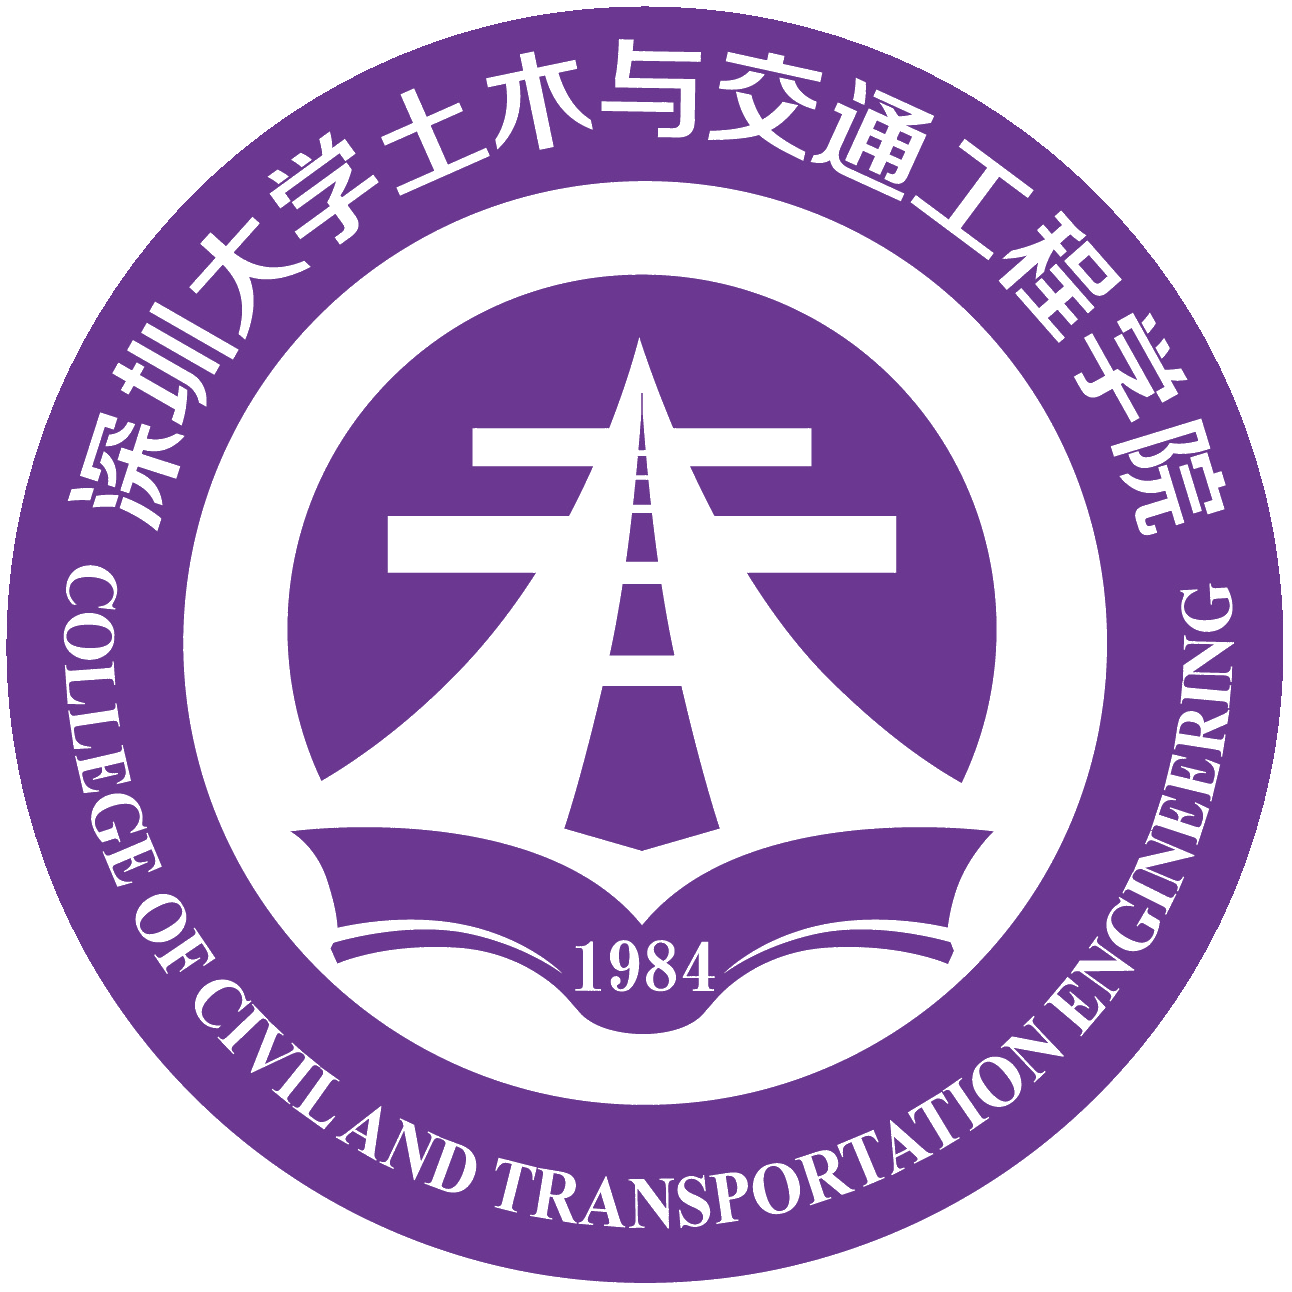 深圳大学土木与交通工程学院
1984
COLLEGE OF CIVIL AND TRANSPORTATION ENGINEERING